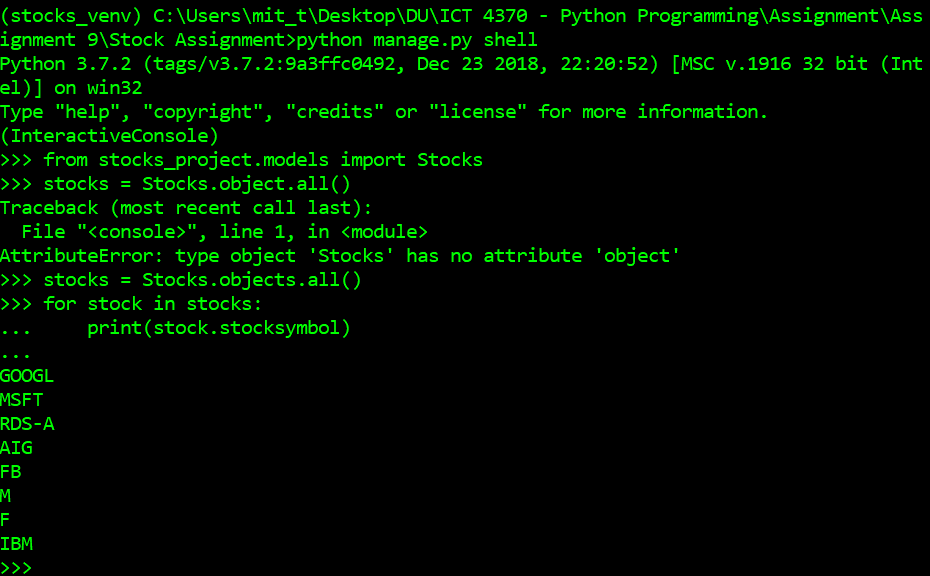 (stocks_venv) C:\Users\mit_t\Desktop\DU\ICT 4370 - Python Programming\Assignment\Ass
ignment 9\Stock Assignment>python manage.py shell
Python 3.7.2 (tags/v3.7.2:9a3ffc0492, Dec 23 2018, 22:20:52) [MSC v.1916 32 bit (Int
el)] on win32
Type "help", "copyright", "credits" or "license" for more information.
(InteractiveConsole)
>>> from stocks_project.models import Stocks
>>> stocks = Stocks.object.all()
Traceback (most recent call last):
  File "<console>", line 1, in <module>
AttributeError: type object 'Stocks' has no attribute 'object'
>>> stocks = Stocks.objects.all()
>>> for stock in stocks:
...     print(stock.stocksymbol)
...
GOOGL
MSFT
RDS-A
AIG
FB
M
F
IBM
>>>